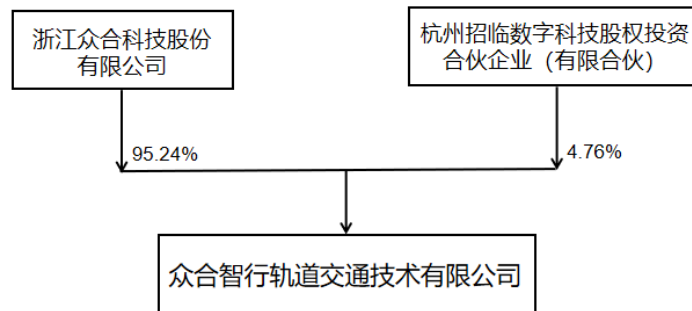 浙江众合科技股份
有限公司
杭州招临数字科技股权投资
合伙企业（有限合伙）
95.24%
4.76%
众合智行轨道交通技术有限公司